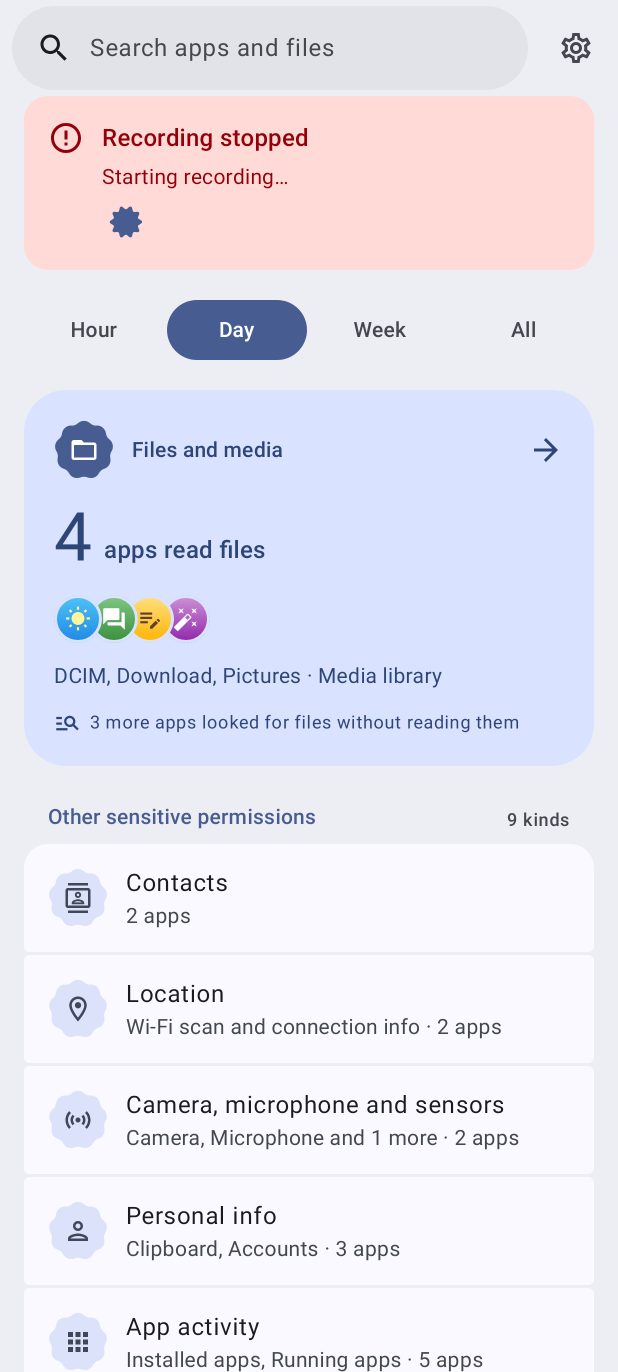 Search apps and files
Recording stopped
Starting recording…
Hour
Day
Week
All
Files and media
4 apps read files
DCIM, Download, Pictures · Media library
3 more apps looked for files without reading them
Other sensitive permissions
9 kinds
Contacts
2 apps
Location
Wi-Fi scan and connection info · 2 apps
Camera, microphone and sensors
Camera, Microphone and 1 more · 2 apps
Personal info
Clipboard, Accounts · 3 apps
App activity
Installed apps, Running apps · 5 apps